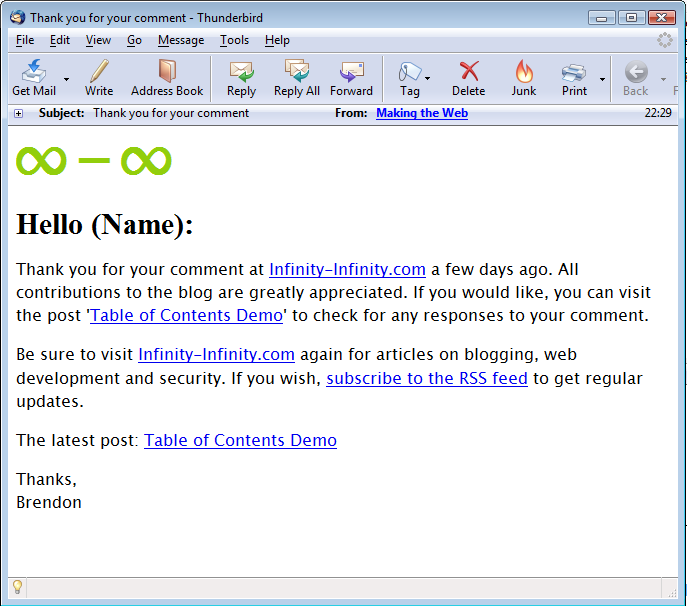 Thank you for your comment - Thunderbird
File Edit View Go Message Tools Help
Get Mail Write Address Book Reply Reply All Forward Tag Delete Junk Print Back F
Subject: Thank you for your comment From: Making the Web 22:29
∞–∞
Hello (Name):
Thank you for your comment at Infinity-Infinity.com a few days ago. All
contributions to the blog are greatly appreciated. If you would like, you can visit
the post 'Table of Contents Demo' to check for any responses to your comment.
Be sure to visit Infinity-Infinity.com again for articles on blogging, web
development and security. If you wish, subscribe to the RSS feed to get regular
updates.
The latest post: Table of Contents Demo
Thanks,
Brendon